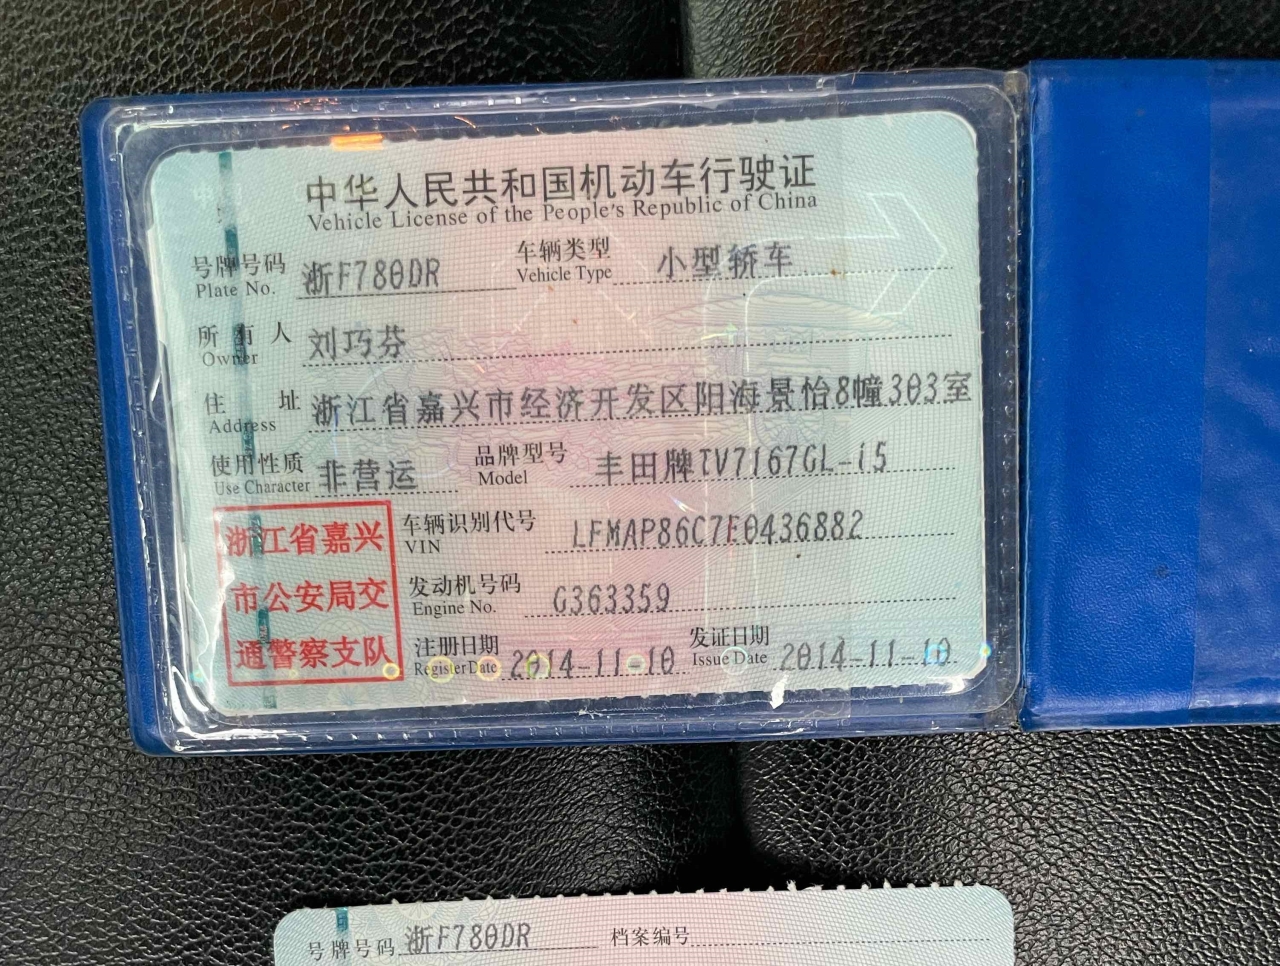 中华人民共和国机动车行驶证
Vehicle License of the People's Republic of China
号牌号码 浙F780DR 车辆类型 小型轿车
Plate No. Vehicle Type
所有人 刘巧芬
Owner
住址 浙江省嘉兴市经济开发区阳海景怡8幢303室
Address
使用性质 非营运 品牌型号 丰田牌TV7167GL-i5
Use Character Model
浙江省嘉兴
市公安局交
通警察支队
车辆识别代号 LFMAP86C7E0436882
VIN
发动机号码 G363359
Engine No.
注册日期 2014-11-10 发证日期 2014-11-10
Register Date Issue Date
号牌号码 浙F780DR 档案编号